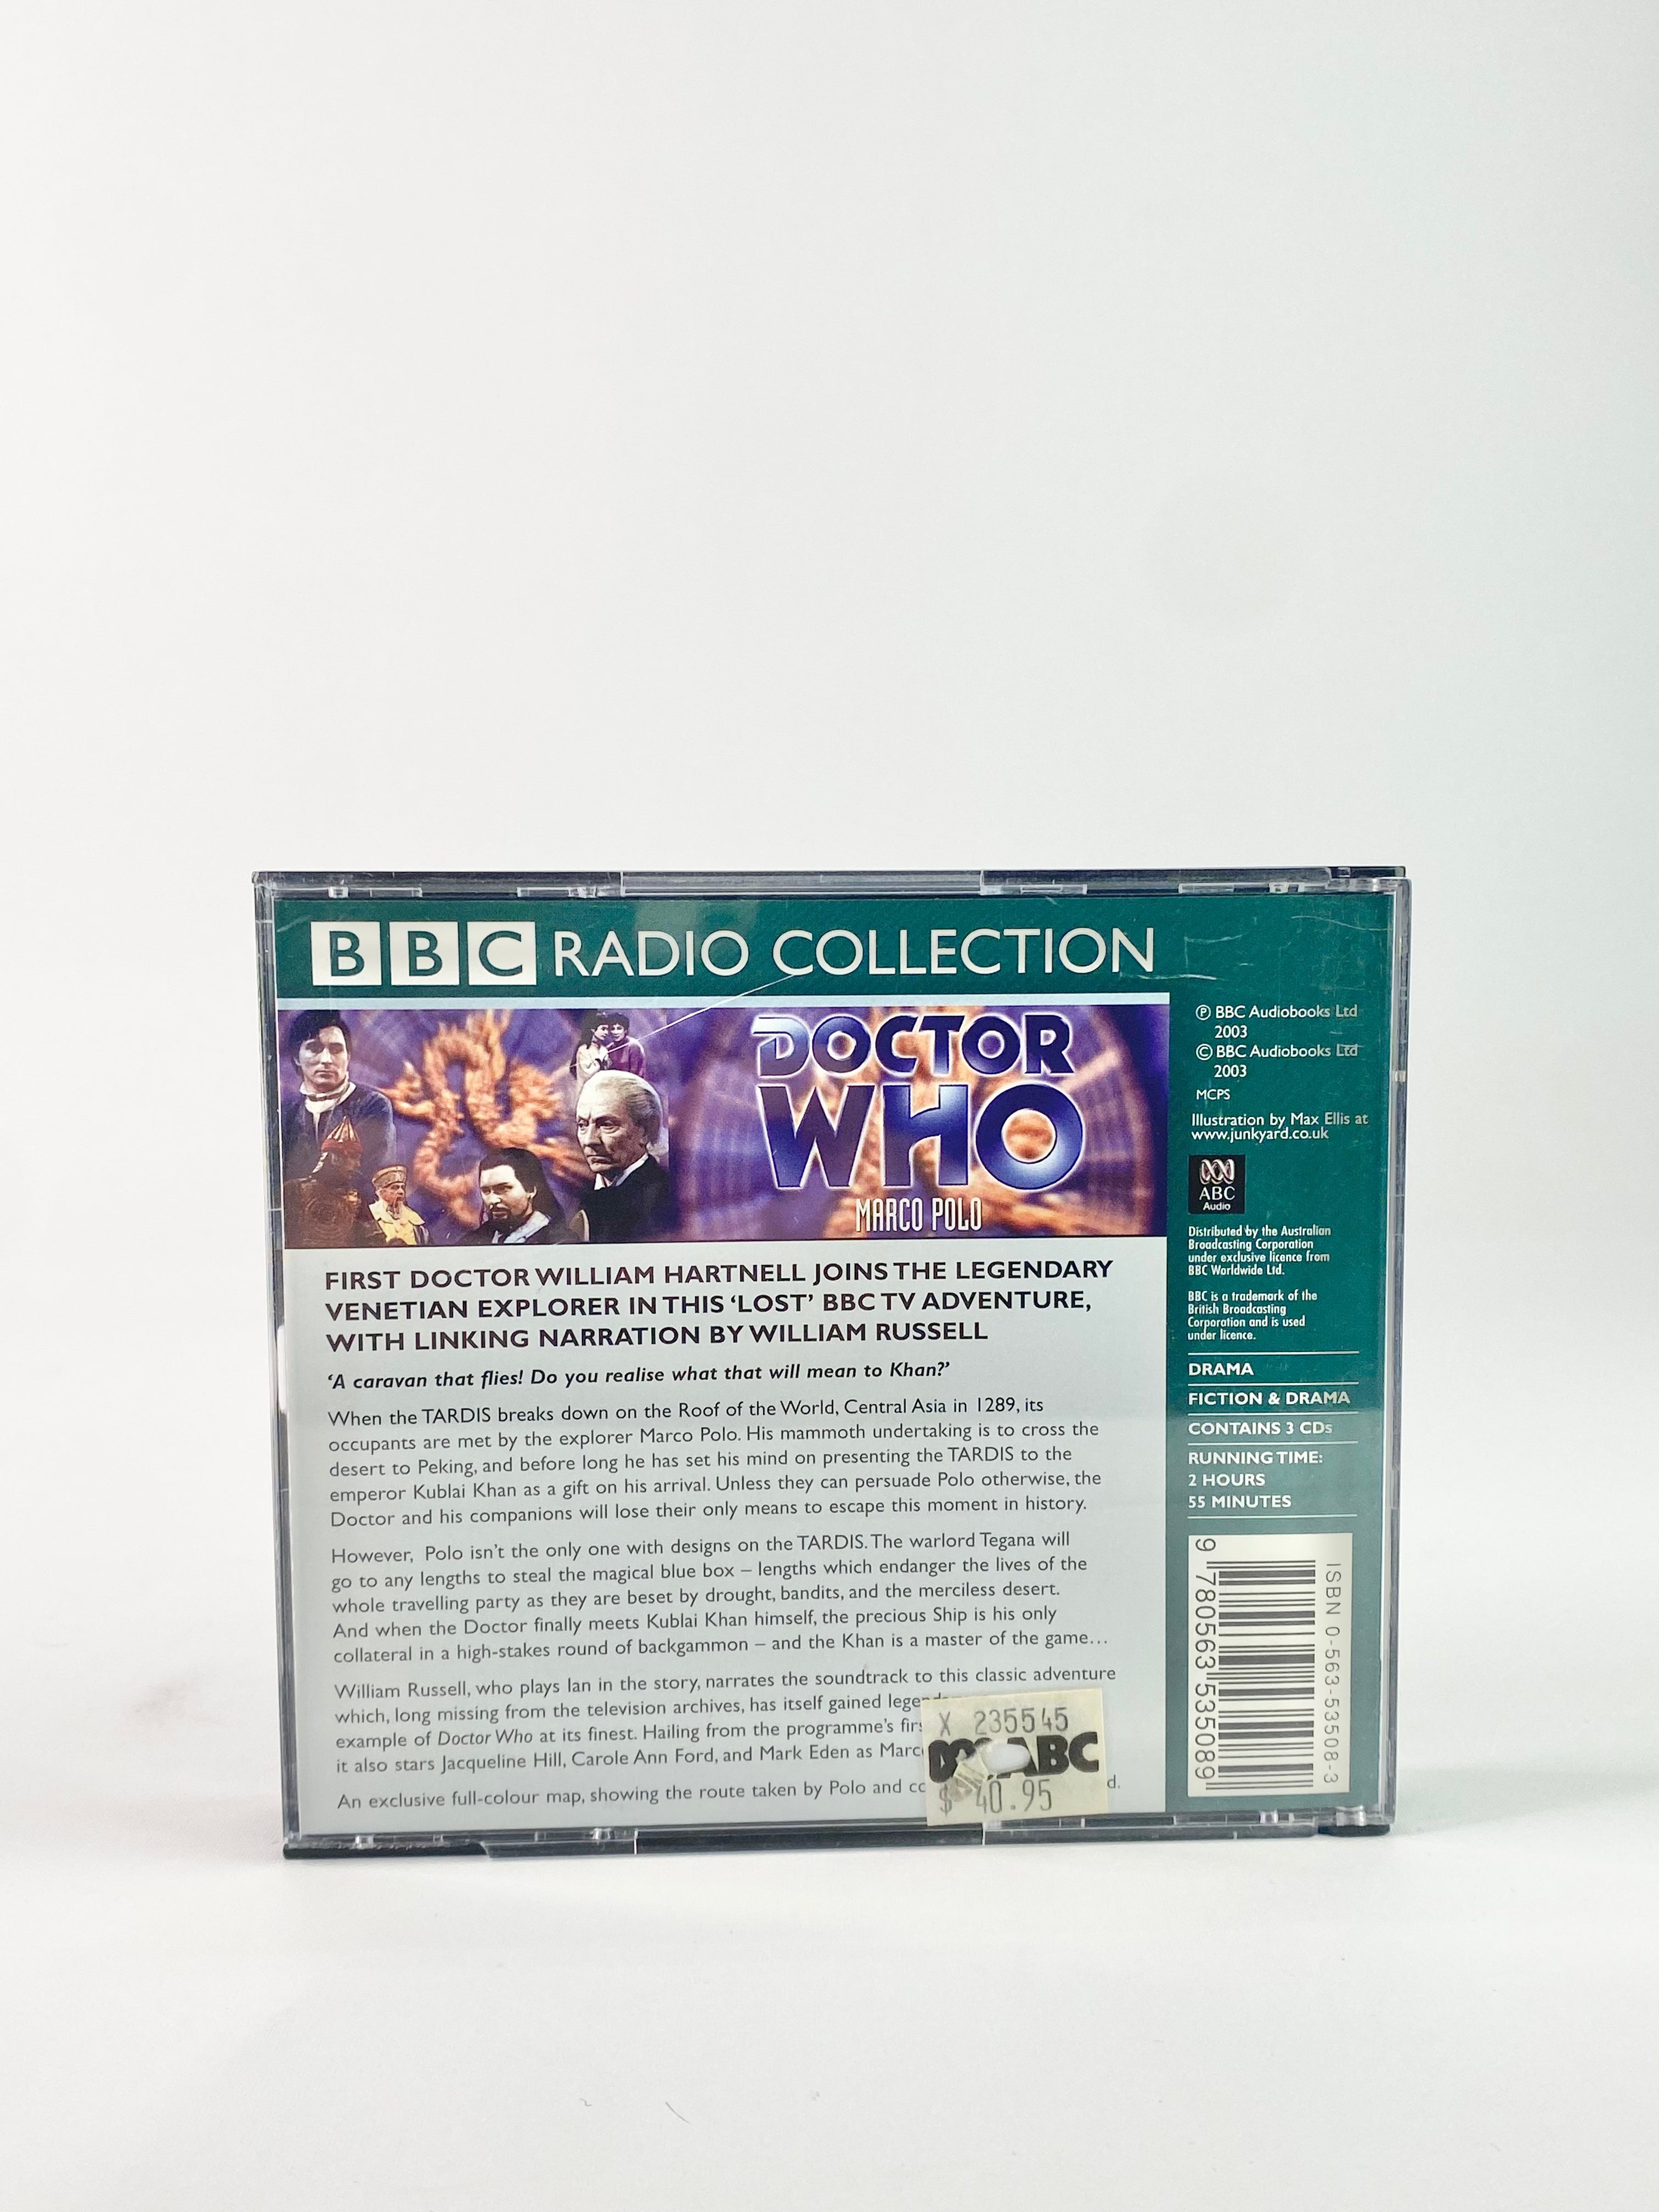 BBC RADIO COLLECTION
DOCTOR
WHO
MARCO POLO
FIRST DOCTOR WILLIAM HARTNELL JOINS THE LEGENDARY
VENETIAN EXPLORER IN THIS ‘LOST’ BBC TV ADVENTURE,
WITH LINKING NARRATION BY WILLIAM RUSSELL
‘A caravan that flies! Do you realise what that will mean to Khan?’
When the TARDIS breaks down on the Roof of the World, Central Asia in 1289, its
occupants are met by the explorer Marco Polo. His mammoth undertaking is to cross the
desert to Peking, and before long he has set his mind on presenting the TARDIS to the
emperor Kublai Khan as a gift on his arrival. Unless they can persuade Polo otherwise, the
Doctor and his companions will lose their only means to escape this moment in history.
However, Polo isn’t the only one with designs on the TARDIS. The warlord Tegana will
go to any lengths to steal the magical blue box – lengths which endanger the lives of the
whole travelling party as they are beset by drought, bandits, and the merciless desert.
And when the Doctor finally meets Kublai Khan himself, the precious Ship is his only
collateral in a high-stakes round of backgammon – and the Khan is a master of the game…
William Russell, who plays Ian in the story, narrates the soundtrack to this classic adventure
which, long missing from the television archives, has itself gained
example of Doctor Who at its finest. Hailing from the programme’s
it also stars Jacqueline Hill, Carole Ann Ford, and Mark Eden as
An exclusive full-colour map, showing the route taken by Polo and
X 235545
ABC
$ 40.95
Ⓟ BBC Audiobooks Ltd
2003
© BBC Audiobooks Ltd
2003
MCPS
Illustration by Max Ellis at
www.junkyard.co.uk
ABC
Audio
Distributed by the Australian
Broadcasting Corporation
under exclusive licence from
BBC Worldwide Ltd.
BBC is a trademark of the
British Broadcasting
Corporation and is used
under licence.
DRAMA
FICTION & DRAMA
CONTAINS 3 CDs
RUNNING TIME:
2 HOURS
55 MINUTES
ISBN 0-563-53508-3
9 780563 535089